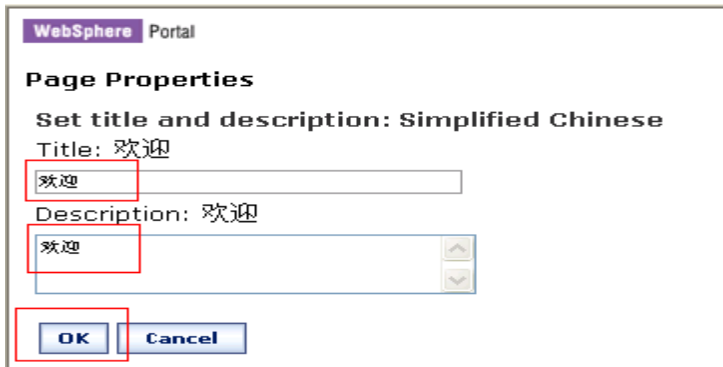 WebSphere Portal
Page Properties
Set title and description: Simplified Chinese
Title: 欢迎
欢迎
Description: 欢迎
欢迎
OK Cancel